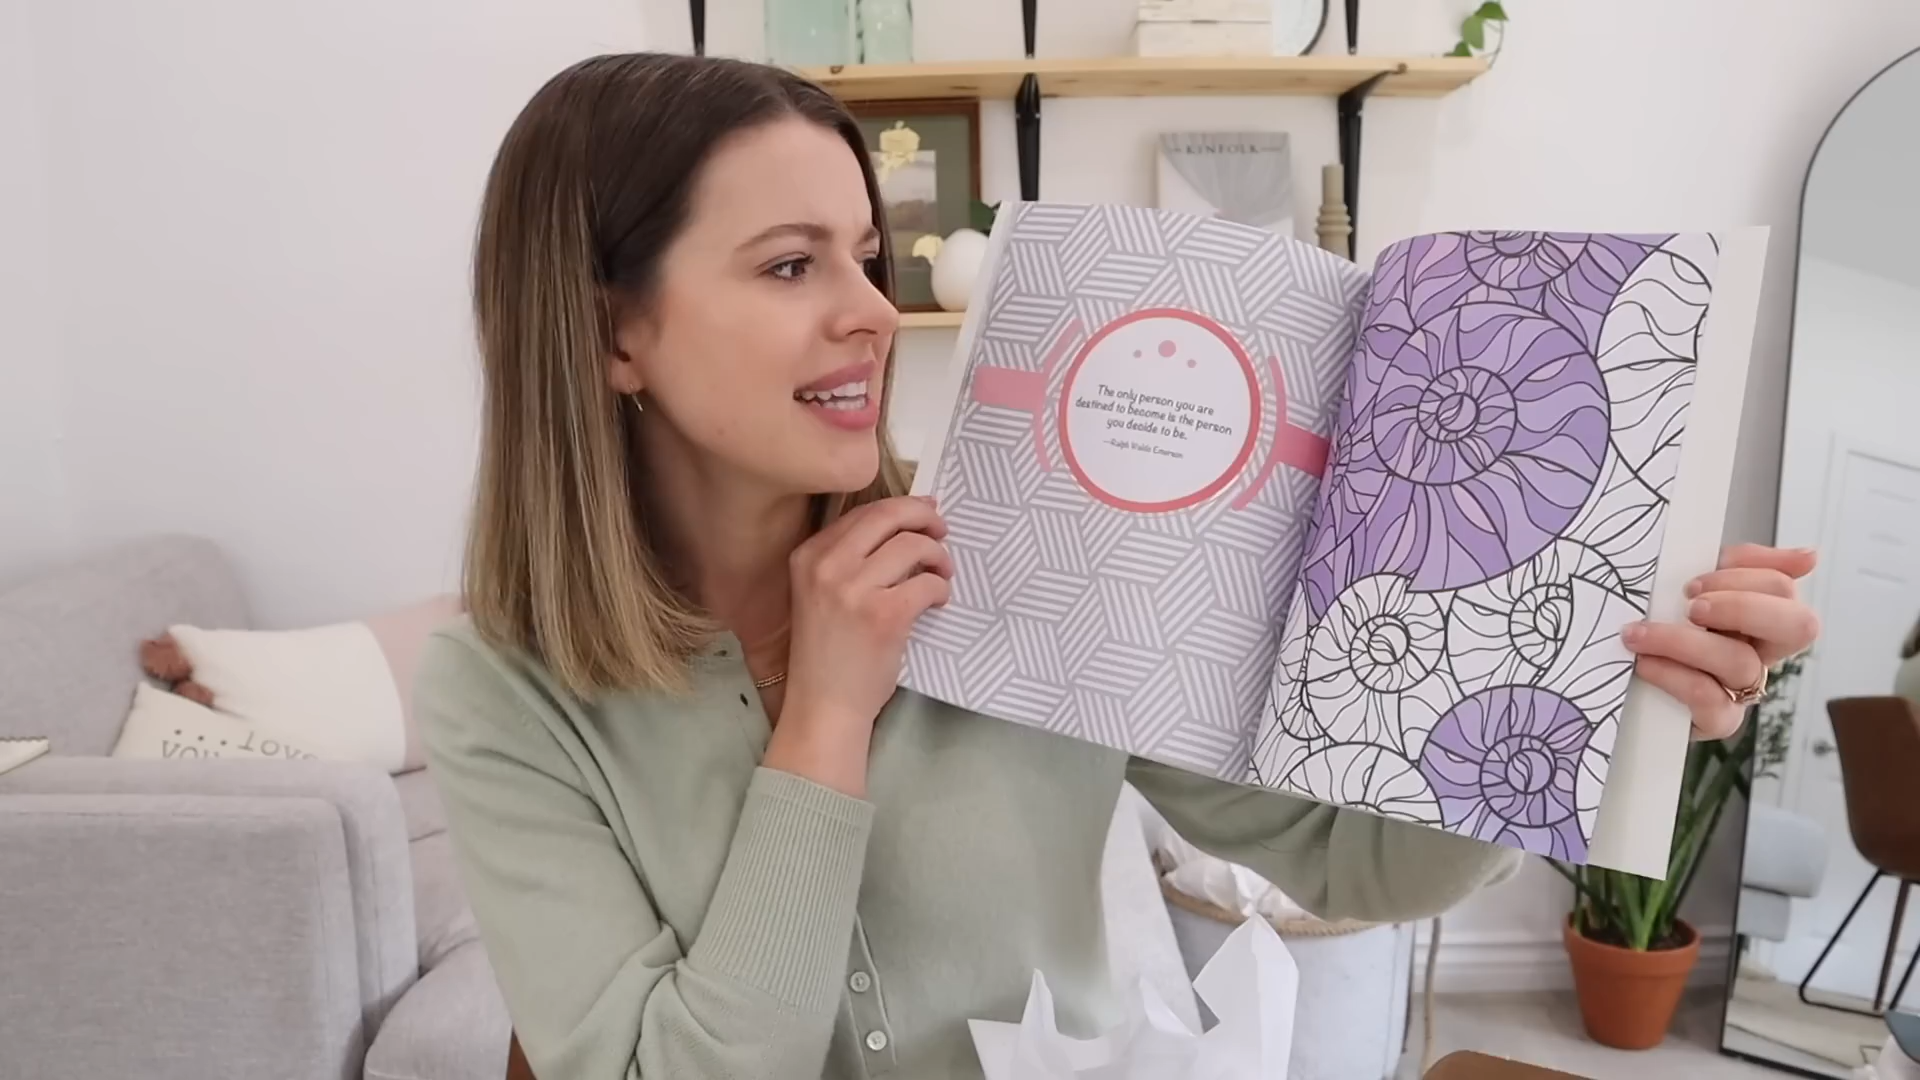 KINFOLK
The only person you are
destined to become is the person
you decide to be.
—Ralph Waldo Emerson
love
you